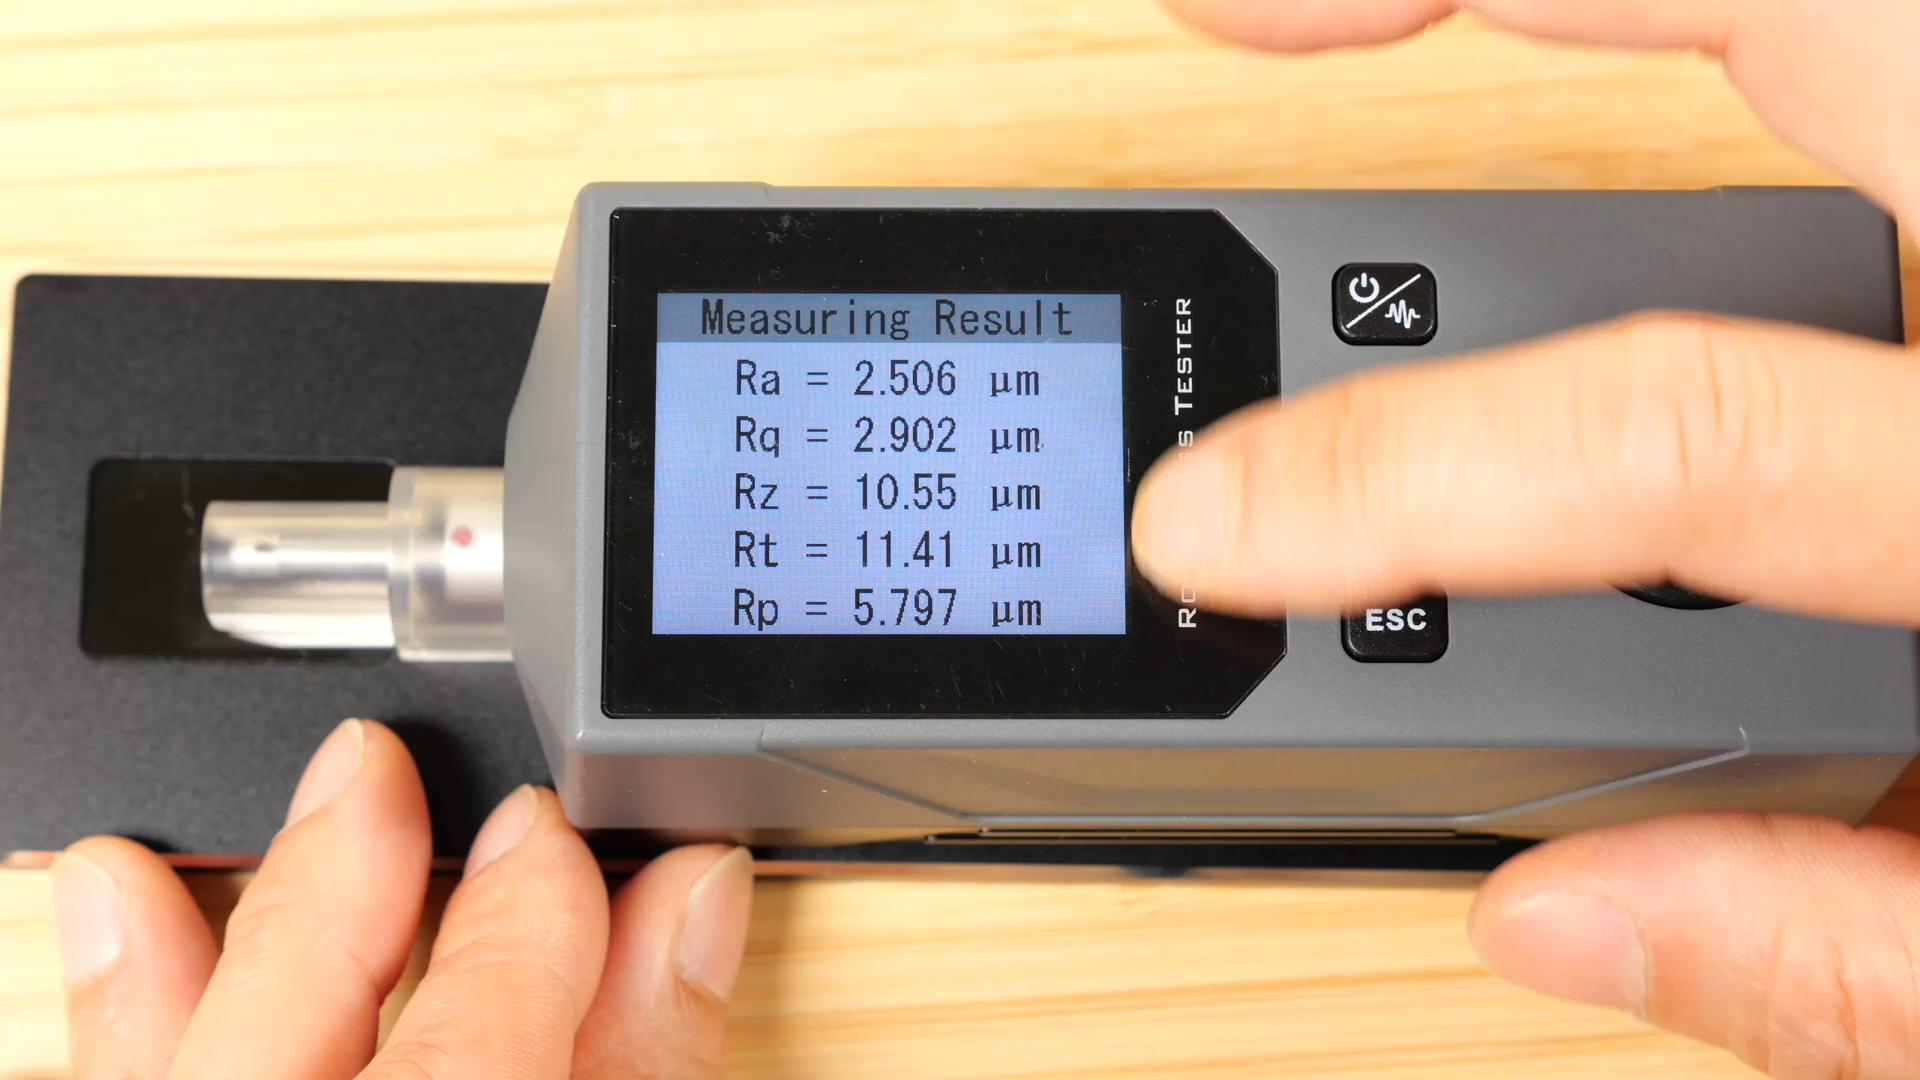 Measuring Result
Ra = 2.506 μm
Rq = 2.902 μm
Rz = 10.55 μm
Rt = 11.41 μm
Rp = 5.797 μm
TESTER
ESC